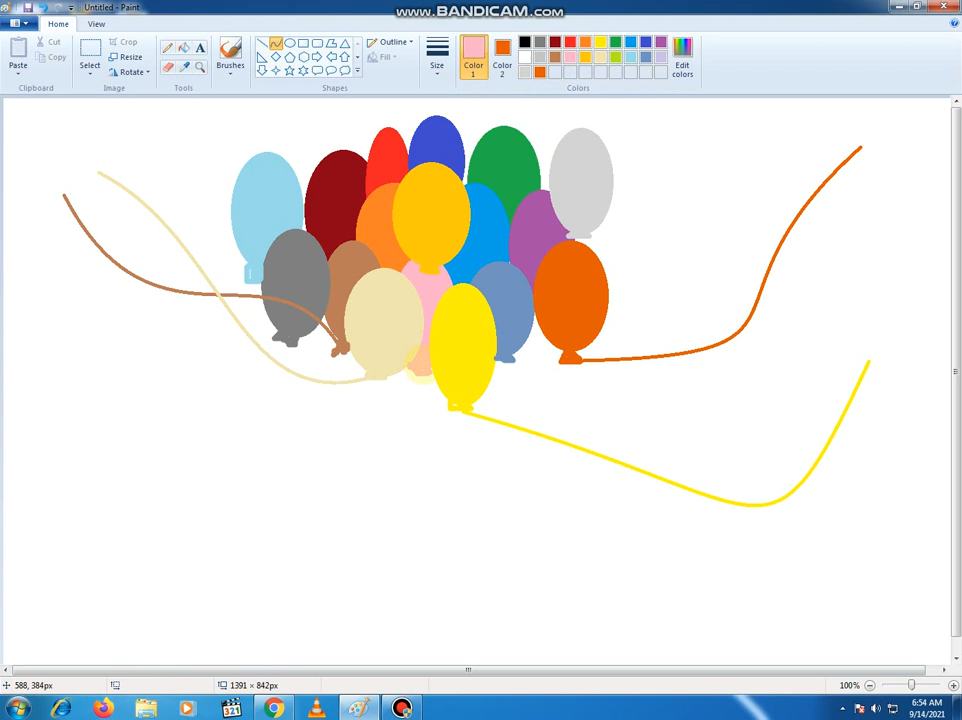 Untitled - Paint
WWW.BANDICAM.COM
Home View
Paste
Cut
Copy
Clipboard
Select
Crop
Resize
Rotate
Image
A
Tools
Brushes
Outline
Fill
Shapes
Size
Color 1
Color 2
Edit colors
Colors
588, 384px
1391 × 842px
100%
321
6:54 AM
9/14/2021